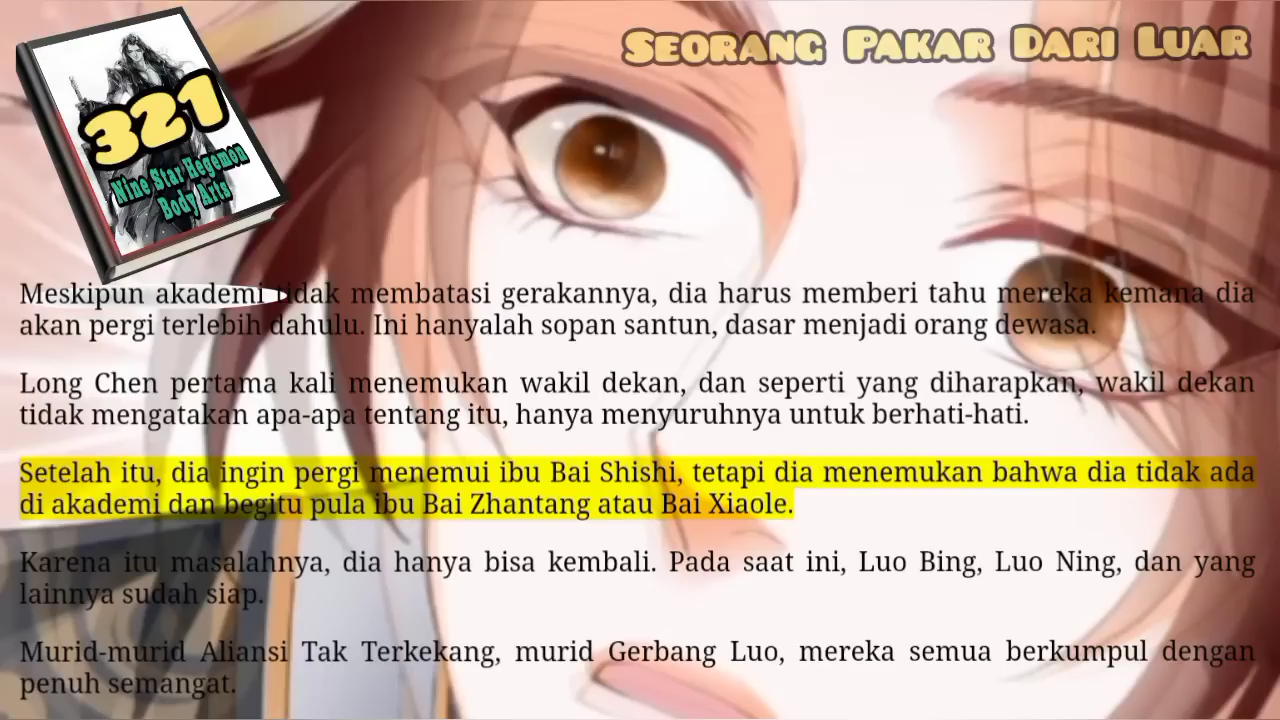 SEORANG PAKAR DARI LUAR
321
Nine Star Hegemon
Body Arts
Meskipun akademi tidak membatasi gerakannya, dia harus memberi tahu mereka kemana dia
akan pergi terlebih dahulu. Ini hanyalah sopan santun, dasar menjadi orang dewasa.
Long Chen pertama kali menemukan wakil dekan, dan seperti yang diharapkan, wakil dekan
tidak mengatakan apa-apa tentang itu, hanya menyuruhnya untuk berhati-hati.
Setelah itu, dia ingin pergi menemui ibu Bai Shishi, tetapi dia menemukan bahwa dia tidak ada
di akademi dan begitu pula ibu Bai Zhantang atau Bai Xiaole.
Karena itu masalahnya, dia hanya bisa kembali. Pada saat ini, Luo Bing, Luo Ning, dan yang
lainnya sudah siap.
Murid-murid Aliansi Tak Terkekang, murid Gerbang Luo, mereka semua berkumpul dengan
penuh semangat.